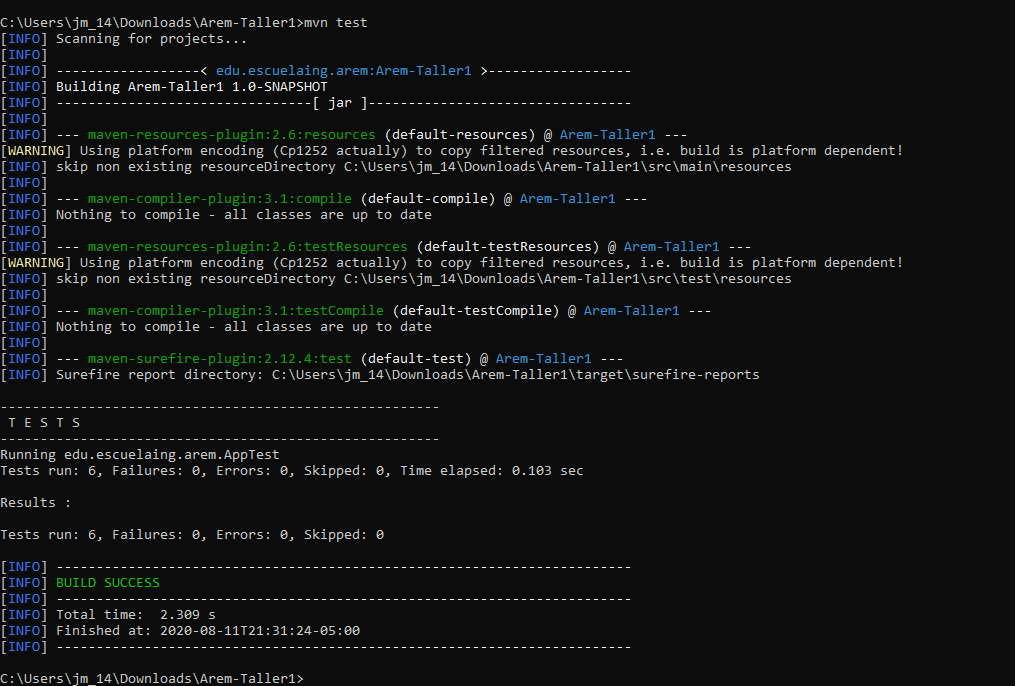 C:\Users\jm_14\Downloads\Arem-Taller1>mvn test
[INFO] Scanning for projects...
[INFO]
[INFO] ------------------< edu.escuelaing.arem:Arem-Taller1 >------------------
[INFO] Building Arem-Taller1 1.0-SNAPSHOT
[INFO] --------------------------------[ jar ]---------------------------------
[INFO]
[INFO] --- maven-resources-plugin:2.6:resources (default-resources) @ Arem-Taller1 ---
[WARNING] Using platform encoding (Cp1252 actually) to copy filtered resources, i.e. build is platform dependent!
[INFO] skip non existing resourceDirectory C:\Users\jm_14\Downloads\Arem-Taller1\src\main\resources
[INFO]
[INFO] --- maven-compiler-plugin:3.1:compile (default-compile) @ Arem-Taller1 ---
[INFO] Nothing to compile - all classes are up to date
[INFO]
[INFO] --- maven-resources-plugin:2.6:testResources (default-testResources) @ Arem-Taller1 ---
[WARNING] Using platform encoding (Cp1252 actually) to copy filtered resources, i.e. build is platform dependent!
[INFO] skip non existing resourceDirectory C:\Users\jm_14\Downloads\Arem-Taller1\src\test\resources
[INFO]
[INFO] --- maven-compiler-plugin:3.1:testCompile (default-testCompile) @ Arem-Taller1 ---
[INFO] Nothing to compile - all classes are up to date
[INFO]
[INFO] --- maven-surefire-plugin:2.12.4:test (default-test) @ Arem-Taller1 ---
[INFO] Surefire report directory: C:\Users\jm_14\Downloads\Arem-Taller1\target\surefire-reports
-------------------------------------------------------
 T E S T S
-------------------------------------------------------
Running edu.escuelaing.arem.AppTest
Tests run: 6, Failures: 0, Errors: 0, Skipped: 0, Time elapsed: 0.103 sec
Results :
Tests run: 6, Failures: 0, Errors: 0, Skipped: 0
[INFO] ------------------------------------------------------------------------
[INFO] BUILD SUCCESS
[INFO] ------------------------------------------------------------------------
[INFO] Total time:  2.309 s
[INFO] Finished at: 2020-08-11T21:31:24-05:00
[INFO] ------------------------------------------------------------------------
C:\Users\jm_14\Downloads\Arem-Taller1>